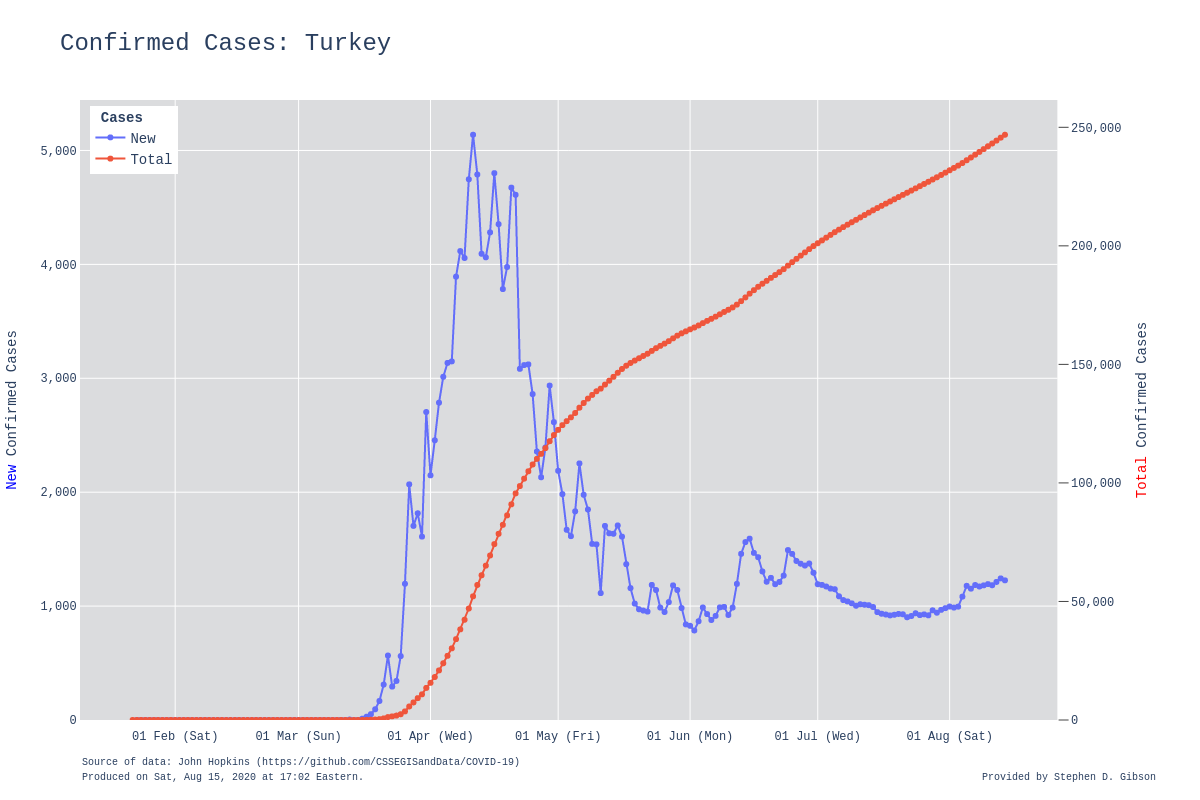 Confirmed Cases: Turkey
Cases
New
Total
5,000
4,000
3,000
2,000
1,000
0
New Confirmed Cases
250,000
200,000
150,000
100,000
50,000
0
Total Confirmed Cases
01 Feb (Sat) 01 Mar (Sun) 01 Apr (Wed) 01 May (Fri) 01 Jun (Mon) 01 Jul (Wed) 01 Aug (Sat)
Source of data: John Hopkins (https://github.com/CSSEGISandData/COVID-19)
Produced on Sat, Aug 15, 2020 at 17:02 Eastern.
Provided by Stephen D. Gibson